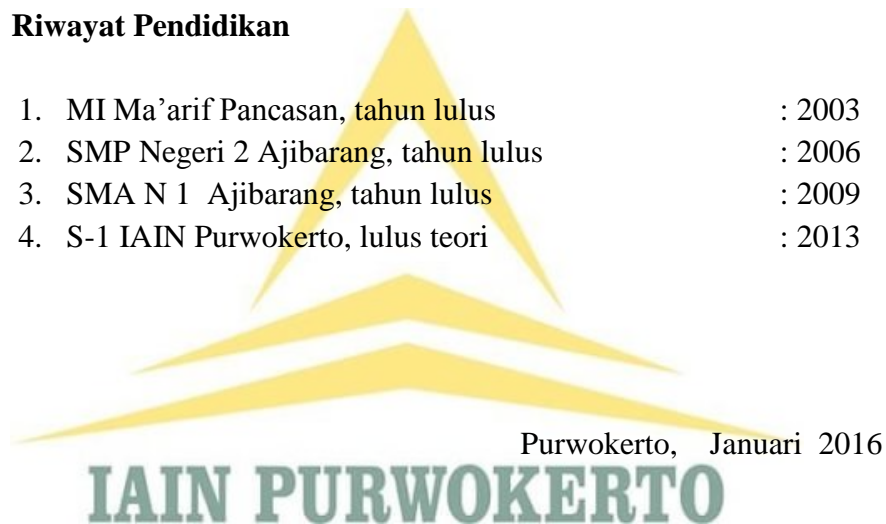 Riwayat Pendidikan
1. MI Ma’arif Pancasan, tahun lulus : 2003
2. SMP Negeri 2 Ajibarang, tahun lulus : 2006
3. SMA N 1 Ajibarang, tahun lulus : 2009
4. S-1 IAIN Purwokerto, lulus teori : 2013
Purwokerto, Januari 2016
IAIN PURWOKERTO